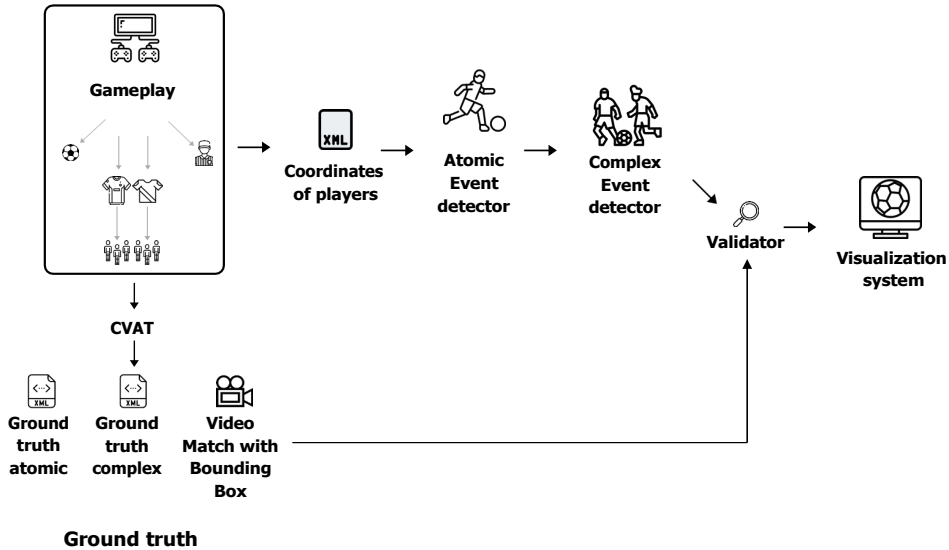 Gameplay
XML
Coordinates
of players
Atomic
Event
detector
Complex
Event
detector
Validator
Visualization
system
CVAT
XML
Ground
truth
atomic
XML
Ground
truth
complex
Video
Match with
Bounding
Box
Ground truth